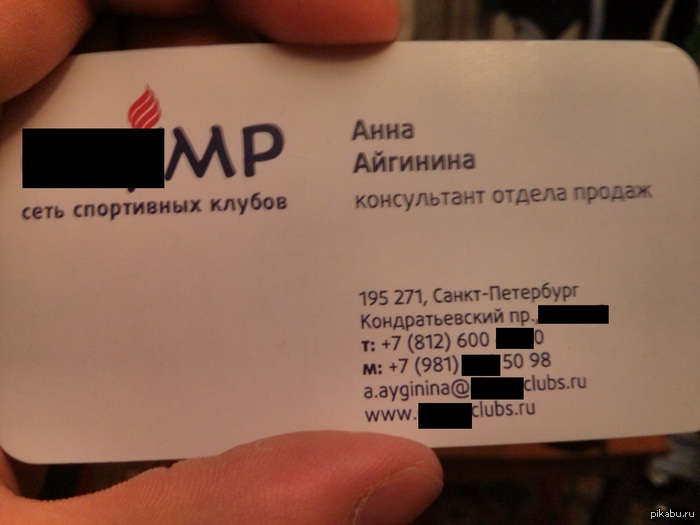 МР
сеть спортивных клубов
Анна
Айгинина
консультант отдела продаж
195 271, Санкт-Петербург
Кондратьевский пр.,
т: +7 (812) 600 0
м: +7 (981) 50 98
a.ayginina@ clubs.ru
www. clubs.ru
pikabu.ru